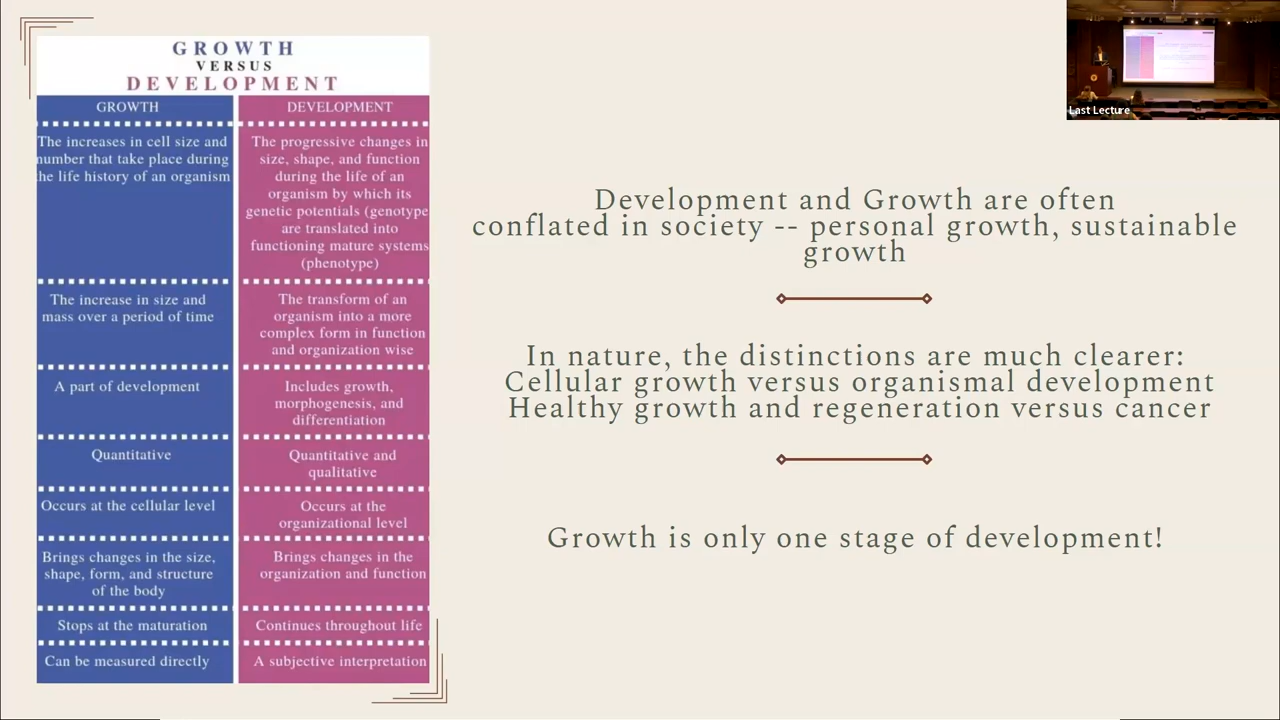 GROWTH
VERSUS
DEVELOPMENT
GROWTH
The increases in cell size and
number that take place during
the life history of an organism
The increase in size and
mass over a period of time
A part of development
Quantitative
Occurs at the cellular level
Brings changes in the size,
shape, form, and structure
of the body
Stops at the maturation
Can be measured directly
DEVELOPMENT
The progressive changes in
size, shape, and function
during the life of an
organism by which its
genetic potentials (genotype
are translated into
functioning mature systems
(phenotype)
The transform of an
organism into a more
complex form in function
and organization wise
Includes growth,
morphogenesis, and
differentiation
Quantitative and
qualitative
Occurs at the
organizational level
Brings changes in the
organization and function
Continues throughout life
A subjective interpretation
Development and Growth are often
conflated in society -- personal growth, sustainable
growth
In nature, the distinctions are much clearer:
Cellular growth versus organismal development
Healthy growth and regeneration versus cancer
Growth is only one stage of development!
Last Lecture